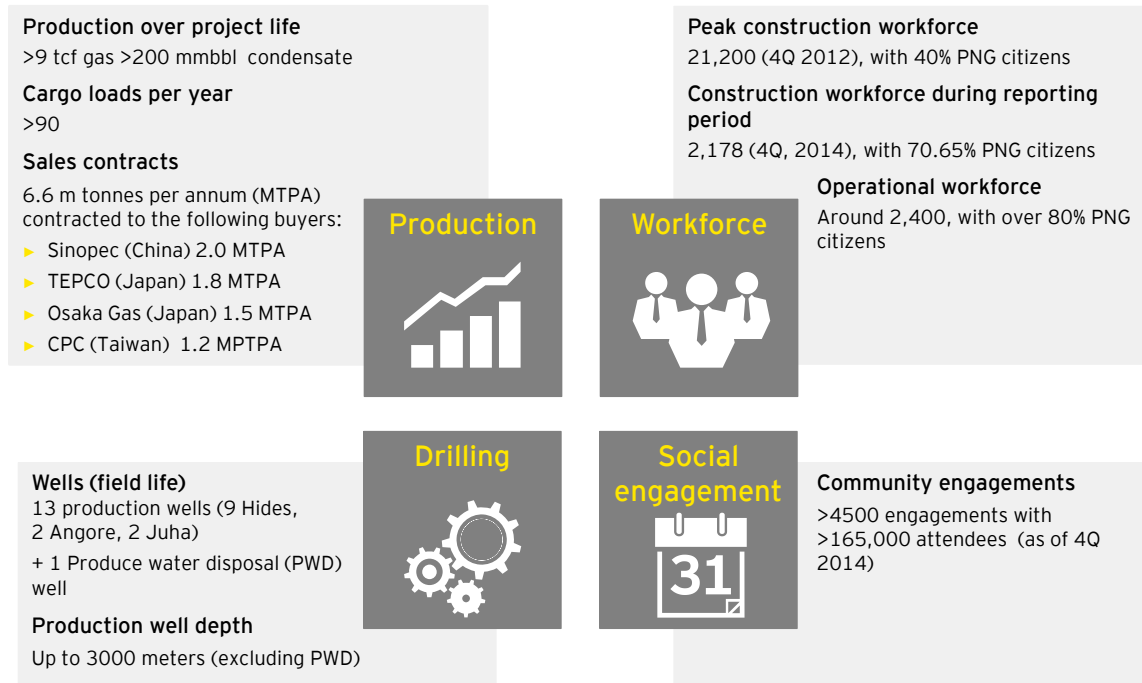 Production over project life
>9 tcf gas >200 mmbbl condensate
Cargo loads per year
>90
Sales contracts
6.6 m tonnes per annum (MTPA)
contracted to the following buyers:
► Sinopec (China) 2.0 MTPA
► TEPCO (Japan) 1.8 MTPA
► Osaka Gas (Japan) 1.5 MTPA
► CPC (Taiwan) 1.2 MPTPA
Production
Workforce
Peak construction workforce
21,200 (4Q 2012), with 40% PNG citizens
Construction workforce during reporting
period
2,178 (4Q, 2014), with 70.65% PNG citizens
Operational workforce
Around 2,400, with over 80% PNG
citizens
Wells (field life)
13 production wells (9 Hides,
2 Angore, 2 Juha)
+ 1 Produce water disposal (PWD)
well
Production well depth
Up to 3000 meters (excluding PWD)
Drilling
Social
engagement
31
Community engagements
>4500 engagements with
>165,000 attendees (as of 4Q
2014)